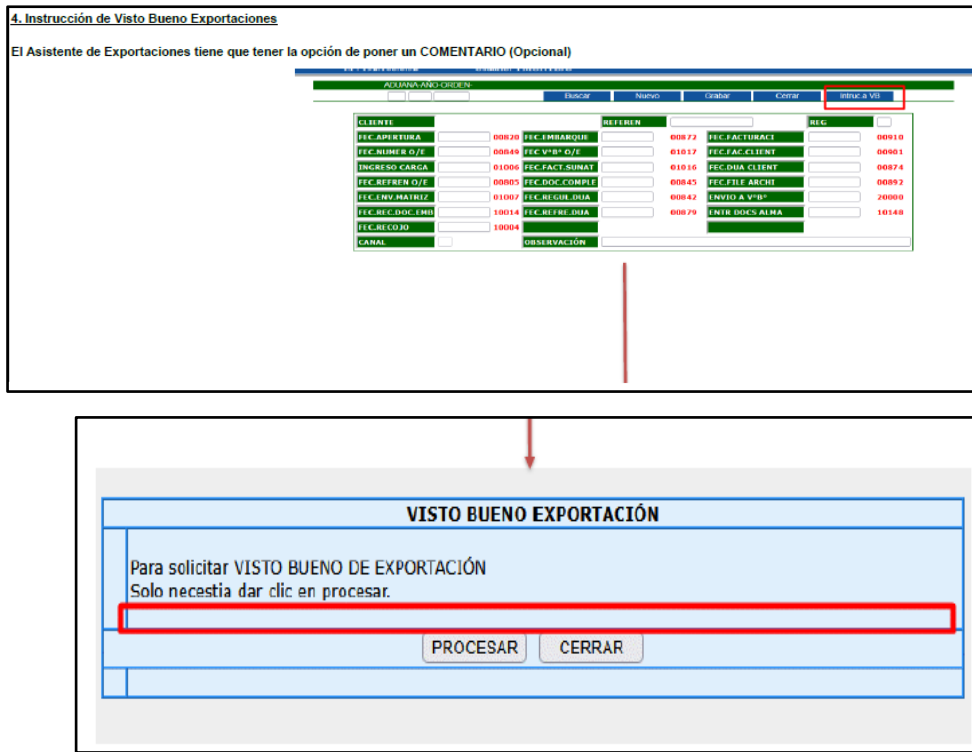 4. Instrucción de Visto Bueno Exportaciones
El Asistente de Exportaciones tiene que tener la opción de poner un COMENTARIO (Opcional)
ADUANA-AÑO-ORDEN-
Buscar Nuevo Grabar Cerrar Intruc a VB
CLIENTE REFEREN REG
FEC.APERTURA 00820 FEC.EMBARQUE 00872 FEC.FACTURACI 00910
FEC.NUMER O/E 00849 FEC V°B° O/E 01017 FEC.FAC.CLIENT 00901
INGRESO CARGA 01006 FEC.FACT.SUNAT 01016 FEC.DUA CLIENT 00874
FEC.REFREN O/E 00805 FEC.DOC.COMPLE 00845 FEC.FILE ARCHI 00892
FEC.ENV.MATRIZ 01007 FEC.REGUL.DUA 00842 ENVIO A V°B° 20000
FEC.REC.DOC.EMB 10014 FEC.REFRE.DUA 00879 ENTR DOCS ALMA 10148
FEC.RECOJO 10004
CANAL OBSERVACIÓN
VISTO BUENO EXPORTACIÓN
Para solicitar VISTO BUENO DE EXPORTACIÓN
Solo necestia dar clic en procesar.
PROCESAR CERRAR